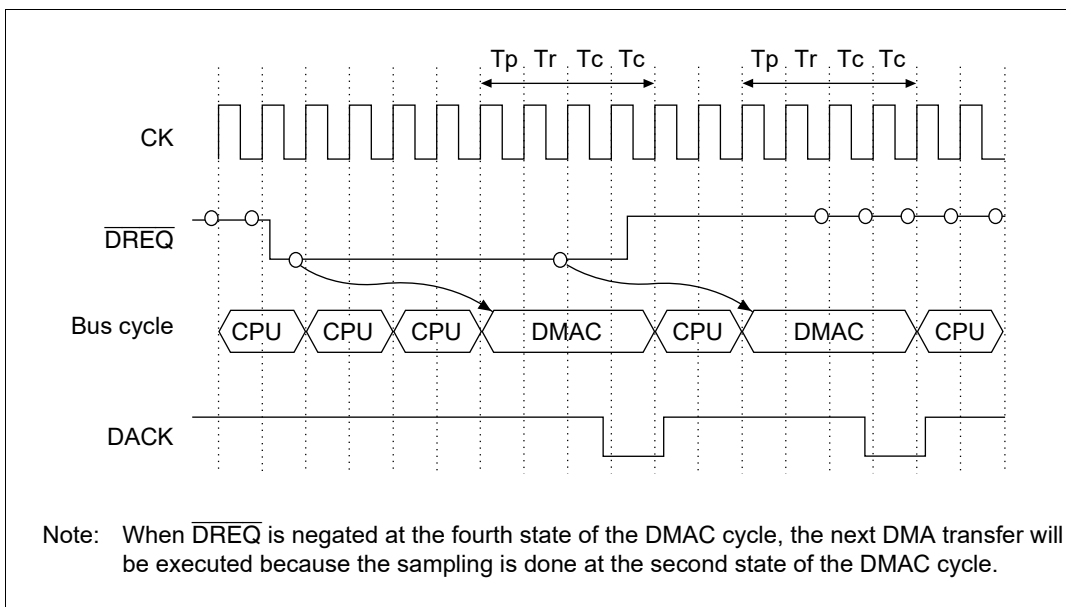 Tp Tr Tc Tc Tp Tr Tc Tc
CK
DREQ
Bus cycle CPU CPU CPU DMAC CPU DMAC CPU
DACK
Note: When DREQ is negated at the fourth state of the DMAC cycle, the next DMA transfer will
be executed because the sampling is done at the second state of the DMAC cycle.